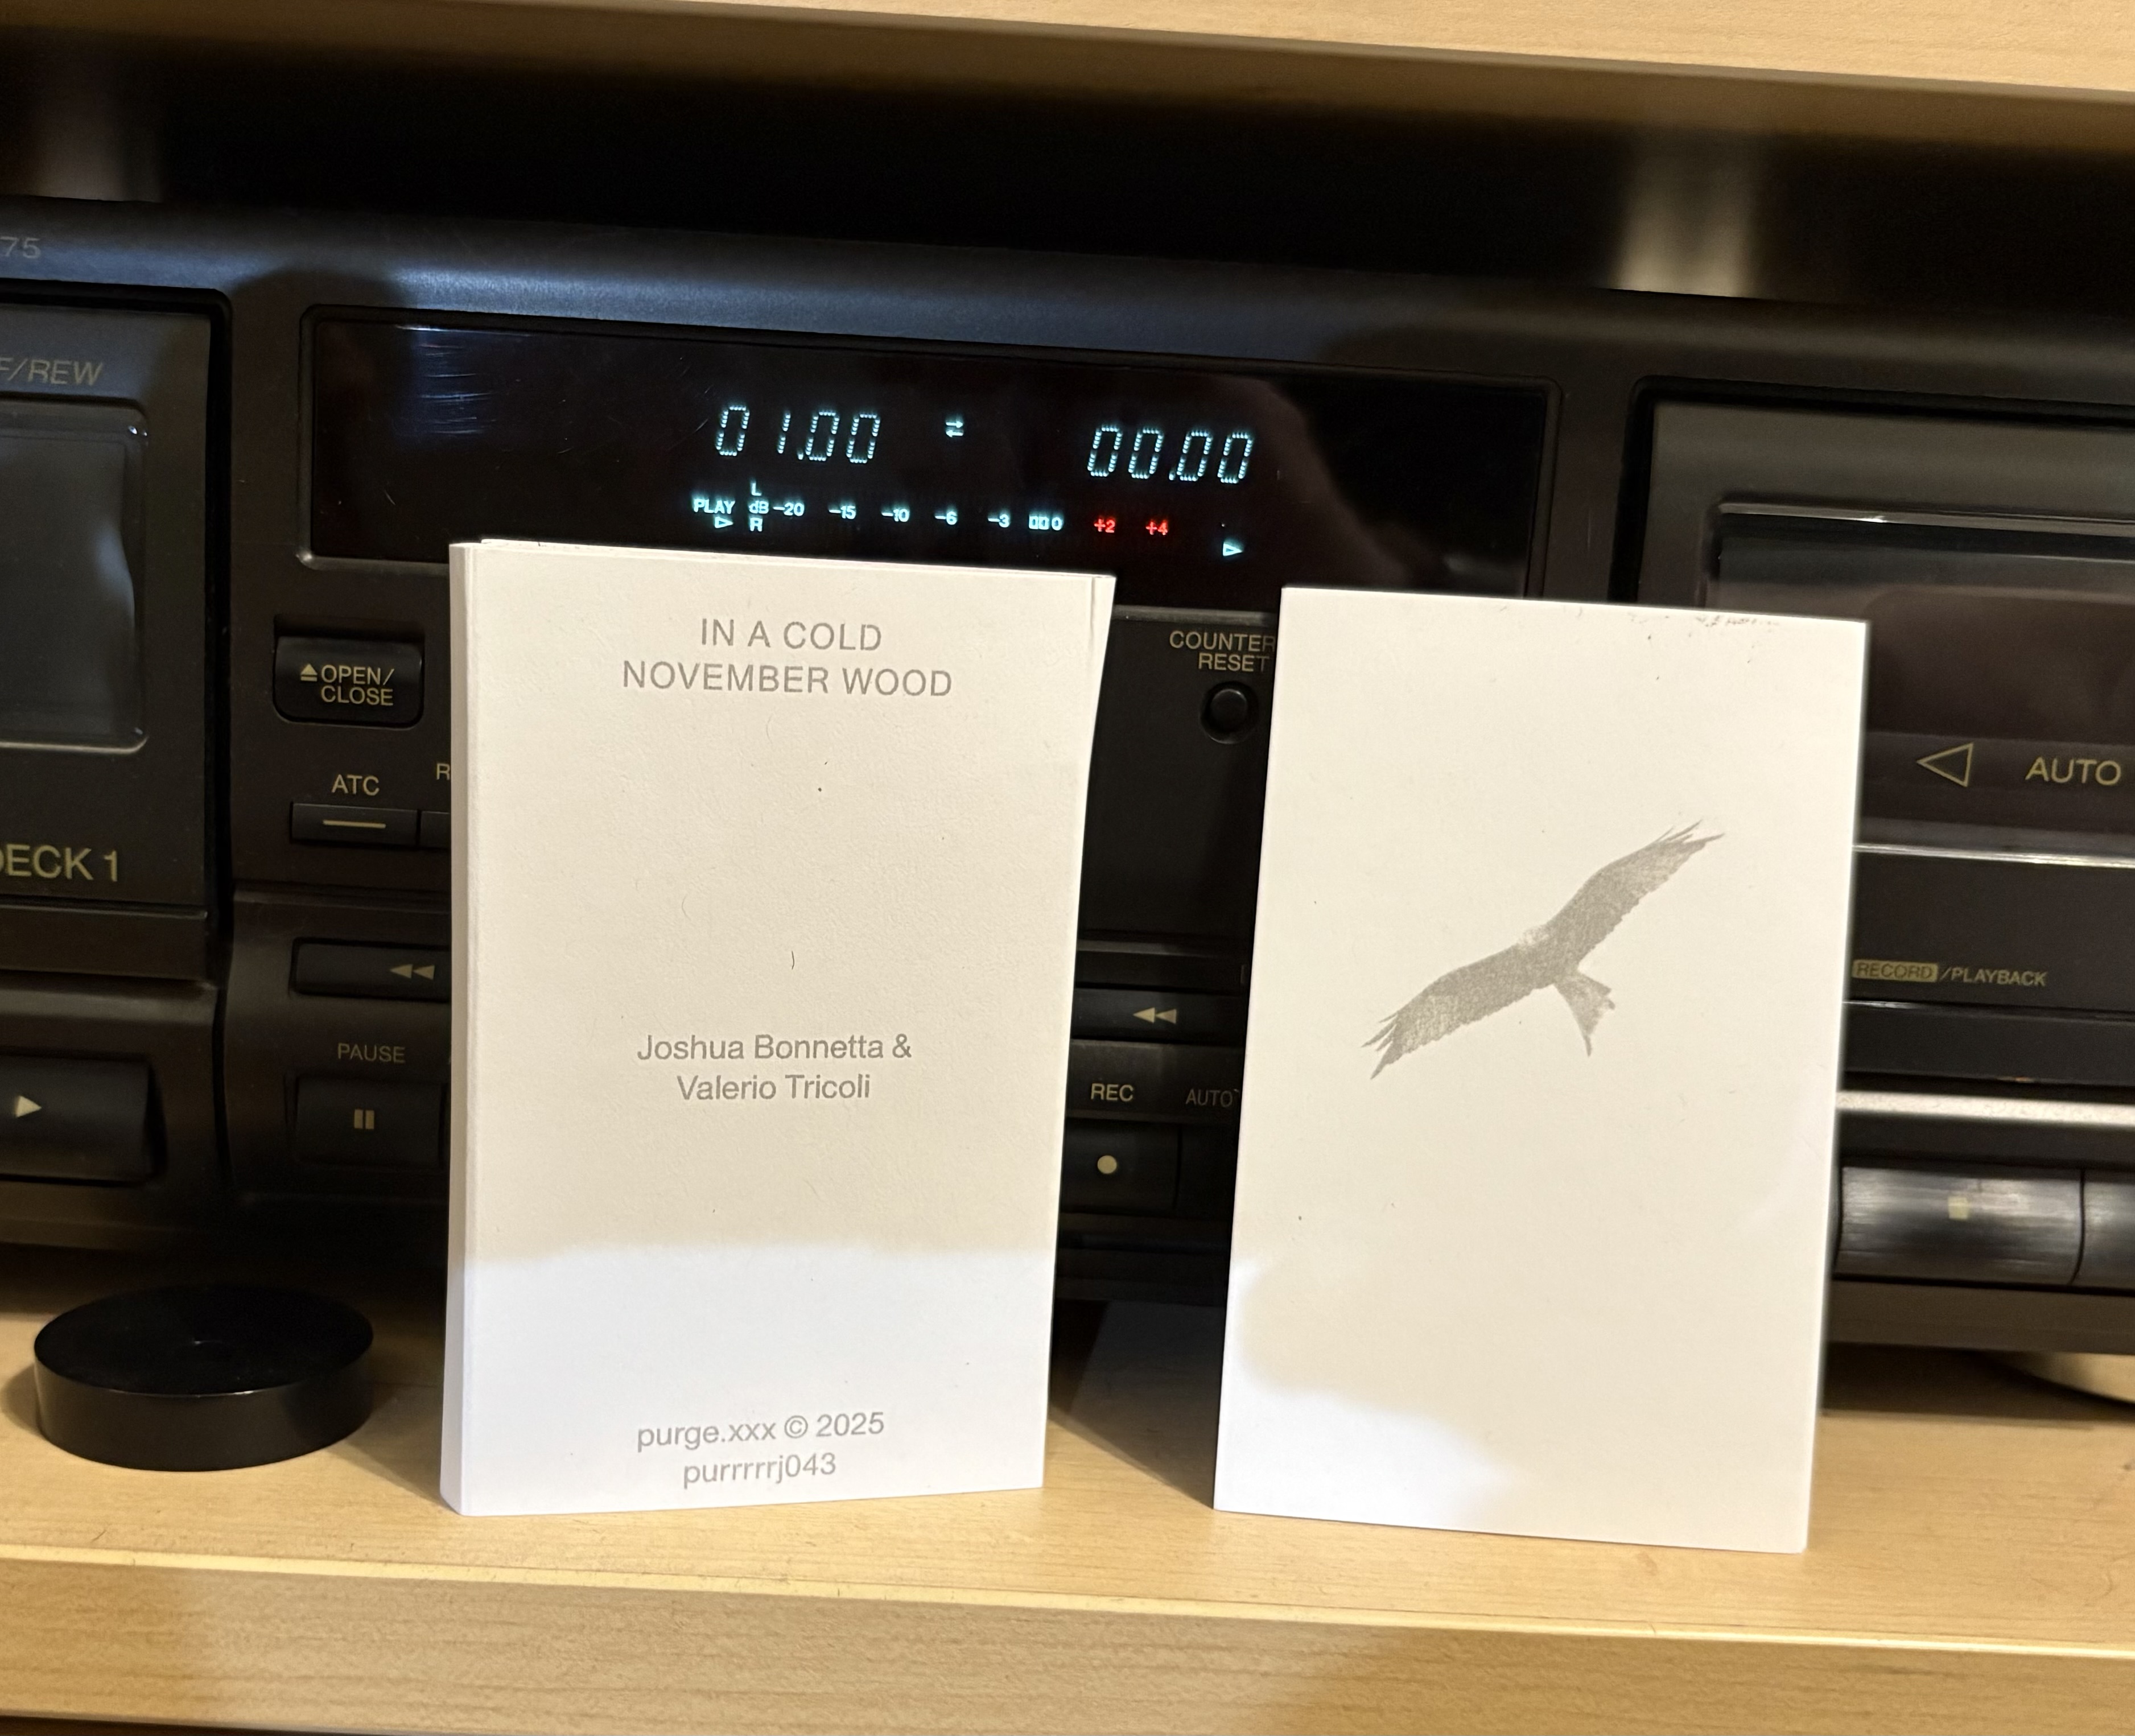 75
F/REW
01.00
00.00
PLAY
L
dB -20 -15 -10 -6 -3 0 +2 +4
R
OPEN/
CLOSE
ATC
DECK 1
PAUSE
COUNTER
RESET
REC
AUTO
AUTO
RECORD/PLAYBACK
IN A COLD
NOVEMBER WOOD
Joshua Bonnetta &
Valerio Tricoli
purge.xxx © 2025
purrrrrj043